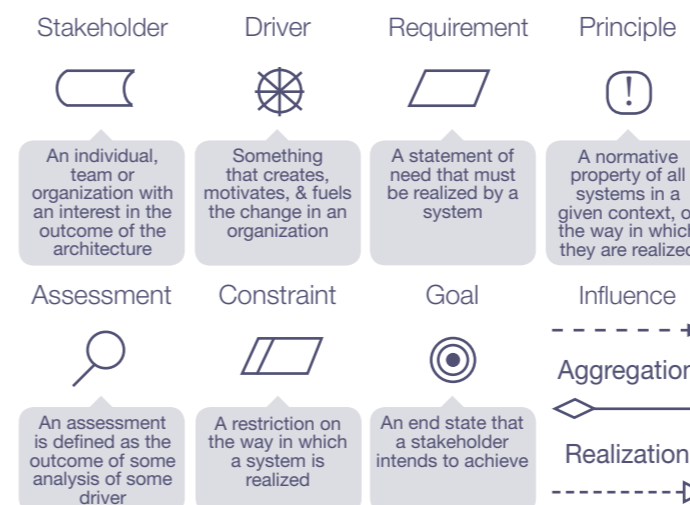 Stakeholder
Driver
Requirement
Principle
!
An individual,
team or
organization with
an interest in the
outcome of the
architecture
Something
that creates,
motivates, & fuels
the change in an
organization
A statement of
need that must
be realized by a
system
A normative
property of all
systems in a
given context, o
the way in which
they are realized
Assessment
Constraint
Goal
Influence
Aggregation
Realization
An assessment
is defined as the
outcome of some
analysis of some
driver
A restriction on
the way in which
a system is
realized
An end state that
a stakeholder
intends to achieve